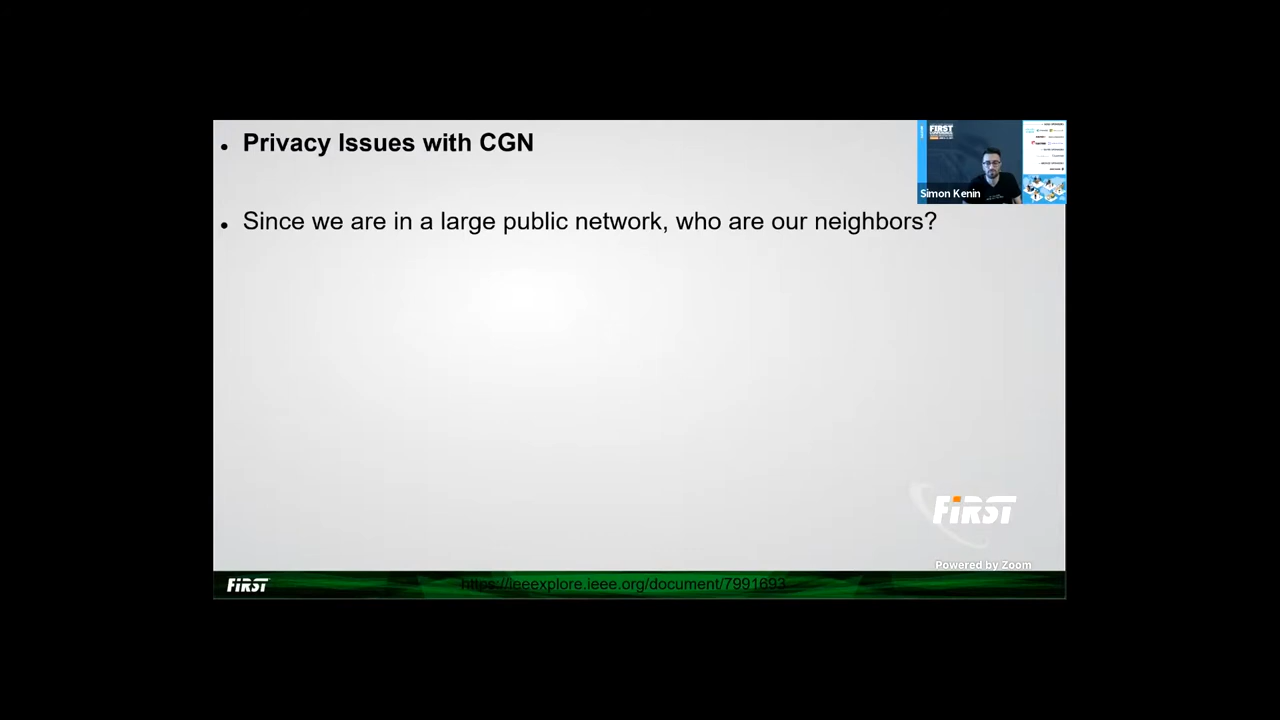 • Privacy Issues with CGN
• Since we are in a large public network, who are our neighbors?
FIRST
Simon Kenin
FiRST
Powered by Zoom
FiRST
https://ieeexplore.ieee.org/document/7991693